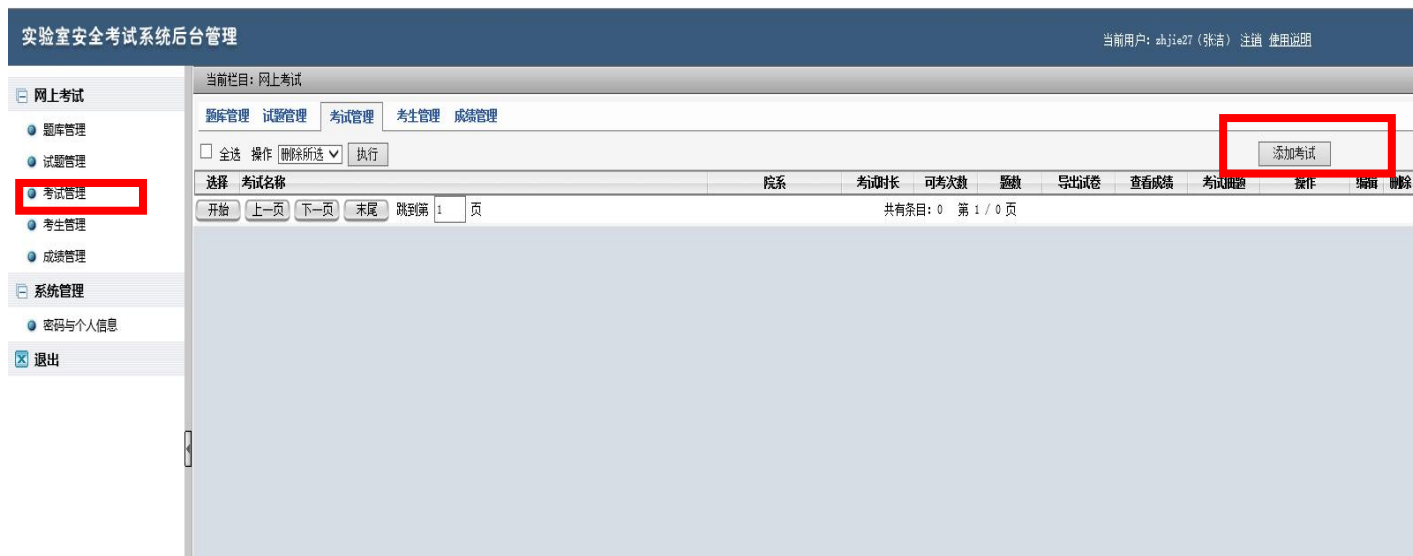 实验室安全考试系统后台管理
当前用户: zhjie27 (张洁) 注销 使用说明
网上考试
题库管理
试题管理
考试管理
考生管理
成绩管理
系统管理
密码与个人信息
退出
当前栏目: 网上考试
题库管理 试题管理 考试管理 考生管理 成绩管理
全选 操作 删除所选 执行 添加考试
选择 考试名称 院系 考试时长 可考次数 题数 导出试卷 查看成绩 考试细题 操作 编辑 删除
开始 上一页 下一页 末尾 跳到第 1 页 共有条目: 0 第 1 / 0 页